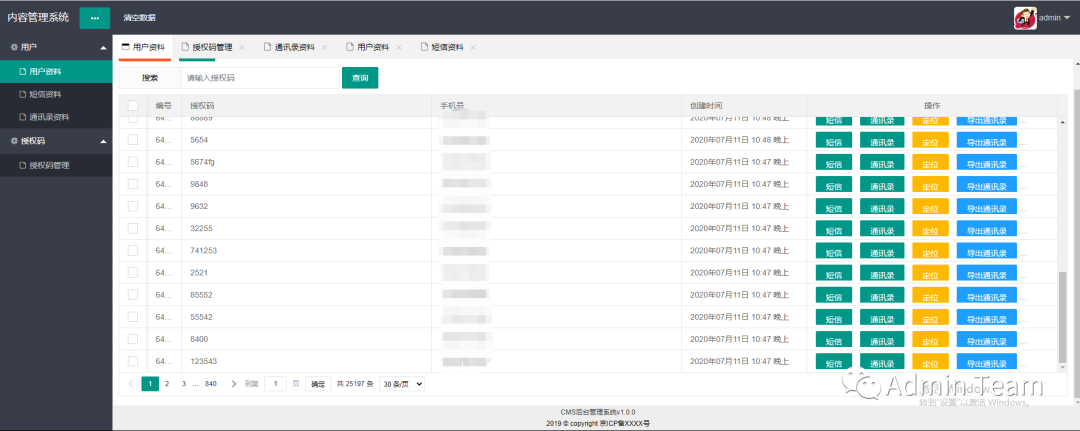 内容管理系统 ... 清空数据 admin
用户
用户资料
短信资料
通讯录资料
授权码
授权码管理
用户资料 授权码管理 通讯录资料 用户资料 短信资料
搜索 请输入授权码 查询
编号 授权码 手机号 创建时间 操作
64... 88889 2020年07月11日 10:48 晚上 短信 通讯录 定位 导出通讯录 ...
64... 5654 2020年07月11日 10:48 晚上 短信 通讯录 定位 导出通讯录 ...
64... 5674fg 2020年07月11日 10:47 晚上 短信 通讯录 定位 导出通讯录 ...
64... 9848 2020年07月11日 10:47 晚上 短信 通讯录 定位 导出通讯录 ...
64... 9632 2020年07月11日 10:47 晚上 短信 通讯录 定位 导出通讯录 ...
64... 32255 2020年07月11日 10:47 晚上 短信 通讯录 定位 导出通讯录 ...
64... 741253 2020年07月11日 10:47 晚上 短信 通讯录 定位 导出通讯录 ...
64... 2521 2020年07月11日 10:47 晚上 短信 通讯录 定位 导出通讯录 ...
64... 85552 2020年07月11日 10:47 晚上 短信 通讯录 定位 导出通讯录 ...
64... 55542 2020年07月11日 10:47 晚上 短信 通讯录 定位 导出通讯录 ...
64... 8400 2020年07月11日 10:47 晚上 短信 通讯录 定位 导出通讯录 ...
64... 123543 2020年07月11日 10:47 晚上 短信 通讯录 定位 导出通讯录 ...
1 2 3 ... 840 到第 1 页 确定 共 25197 条 30 条/页
Admin Team
激活 Windows
转到"设置"以激活 Windows。
CMS后台管理系统v1.0.0
2019 © copyright 京ICP备XXXX号